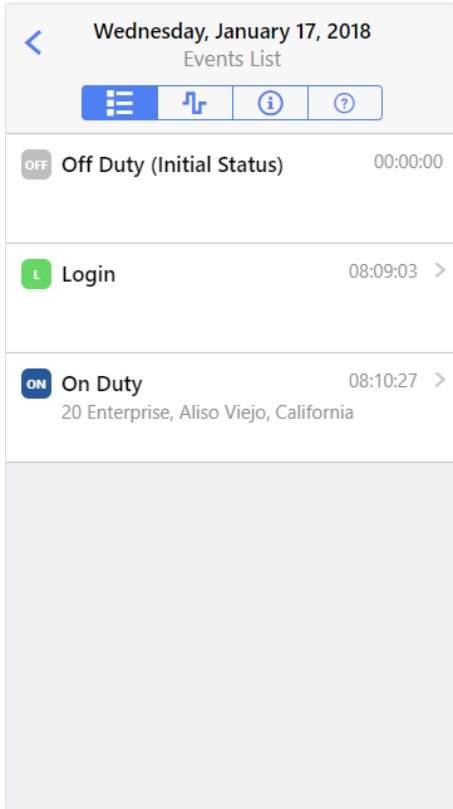 Wednesday, January 17, 2018
Events List
OFF Off Duty (Initial Status) 00:00:00
L Login 08:09:03
ON On Duty 08:10:27
20 Enterprise, Aliso Viejo, California